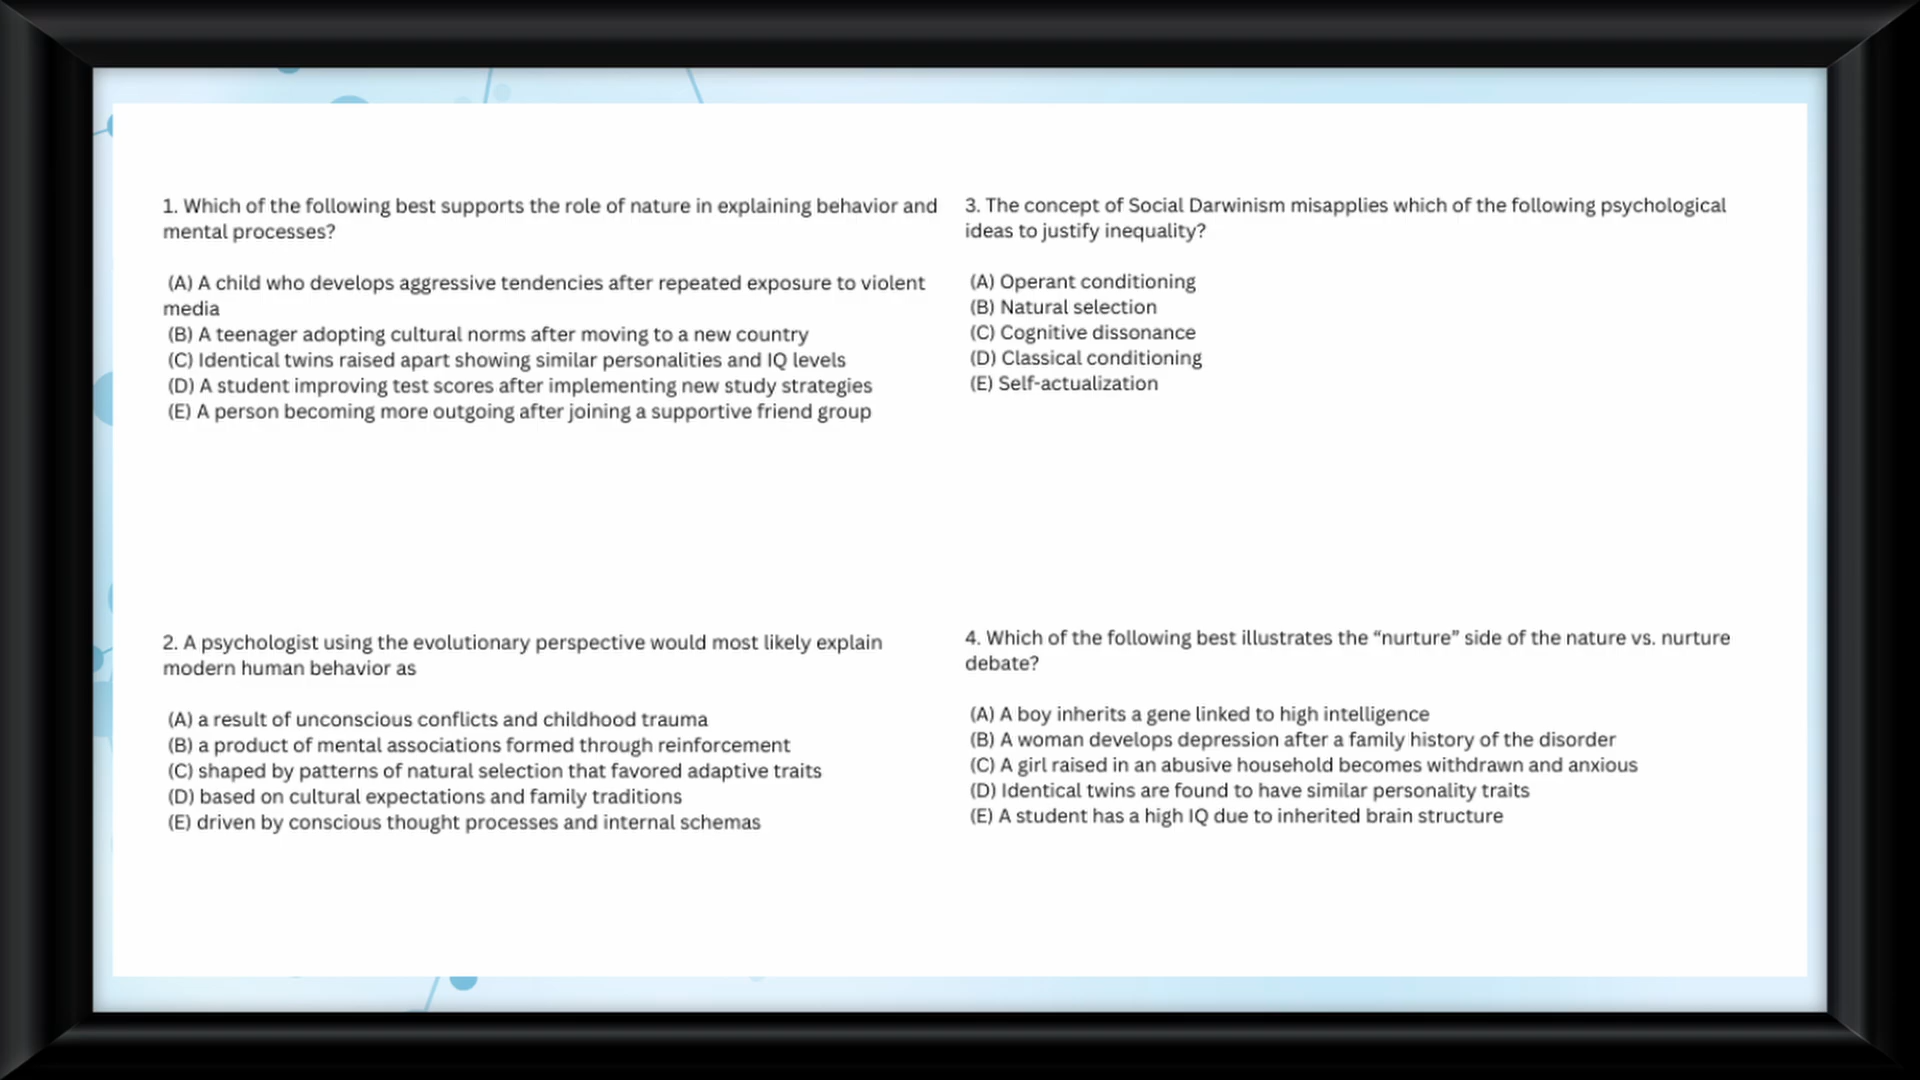 1. Which of the following best supports the role of nature in explaining behavior and
mental processes?
(A) A child who develops aggressive tendencies after repeated exposure to violent
media
(B) A teenager adopting cultural norms after moving to a new country
(C) Identical twins raised apart showing similar personalities and IQ levels
(D) A student improving test scores after implementing new study strategies
(E) A person becoming more outgoing after joining a supportive friend group
2. A psychologist using the evolutionary perspective would most likely explain
modern human behavior as
(A) a result of unconscious conflicts and childhood trauma
(B) a product of mental associations formed through reinforcement
(C) shaped by patterns of natural selection that favored adaptive traits
(D) based on cultural expectations and family traditions
(E) driven by conscious thought processes and internal schemas
3. The concept of Social Darwinism misapplies which of the following psychological
ideas to justify inequality?
(A) Operant conditioning
(B) Natural selection
(C) Cognitive dissonance
(D) Classical conditioning
(E) Self-actualization
4. Which of the following best illustrates the “nurture” side of the nature vs. nurture
debate?
(A) A boy inherits a gene linked to high intelligence
(B) A woman develops depression after a family history of the disorder
(C) A girl raised in an abusive household becomes withdrawn and anxious
(D) Identical twins are found to have similar personality traits
(E) A student has a high IQ due to inherited brain structure